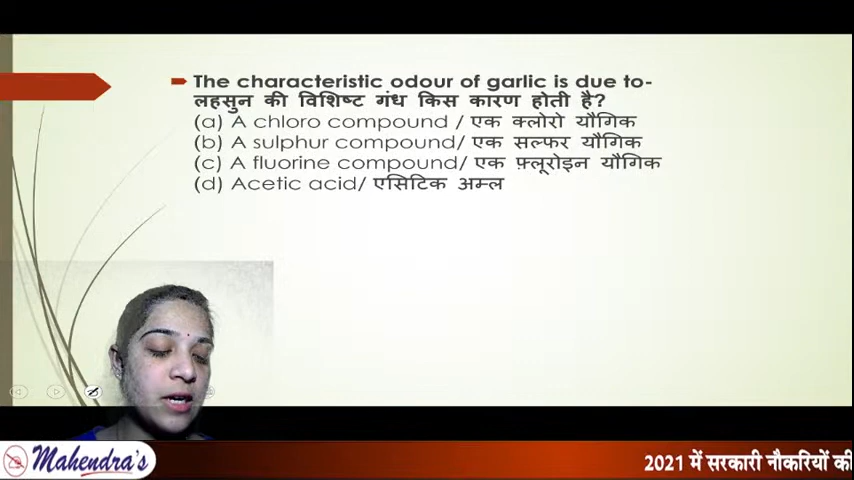 The characteristic odour of garlic is due to-
लहसुन की विशिष्ट गंध किस कारण होती है?
(a) A chloro compound / एक क्लोरो यौगिक
(b) A sulphur compound/ एक सल्फर यौगिक
(c) A fluorine compound/ एक फ़्लूरोइन यौगिक
(d) Acetic acid/ एसिटिक अम्ल
Mahendra's
2021 में सरकारी नौकरियों की